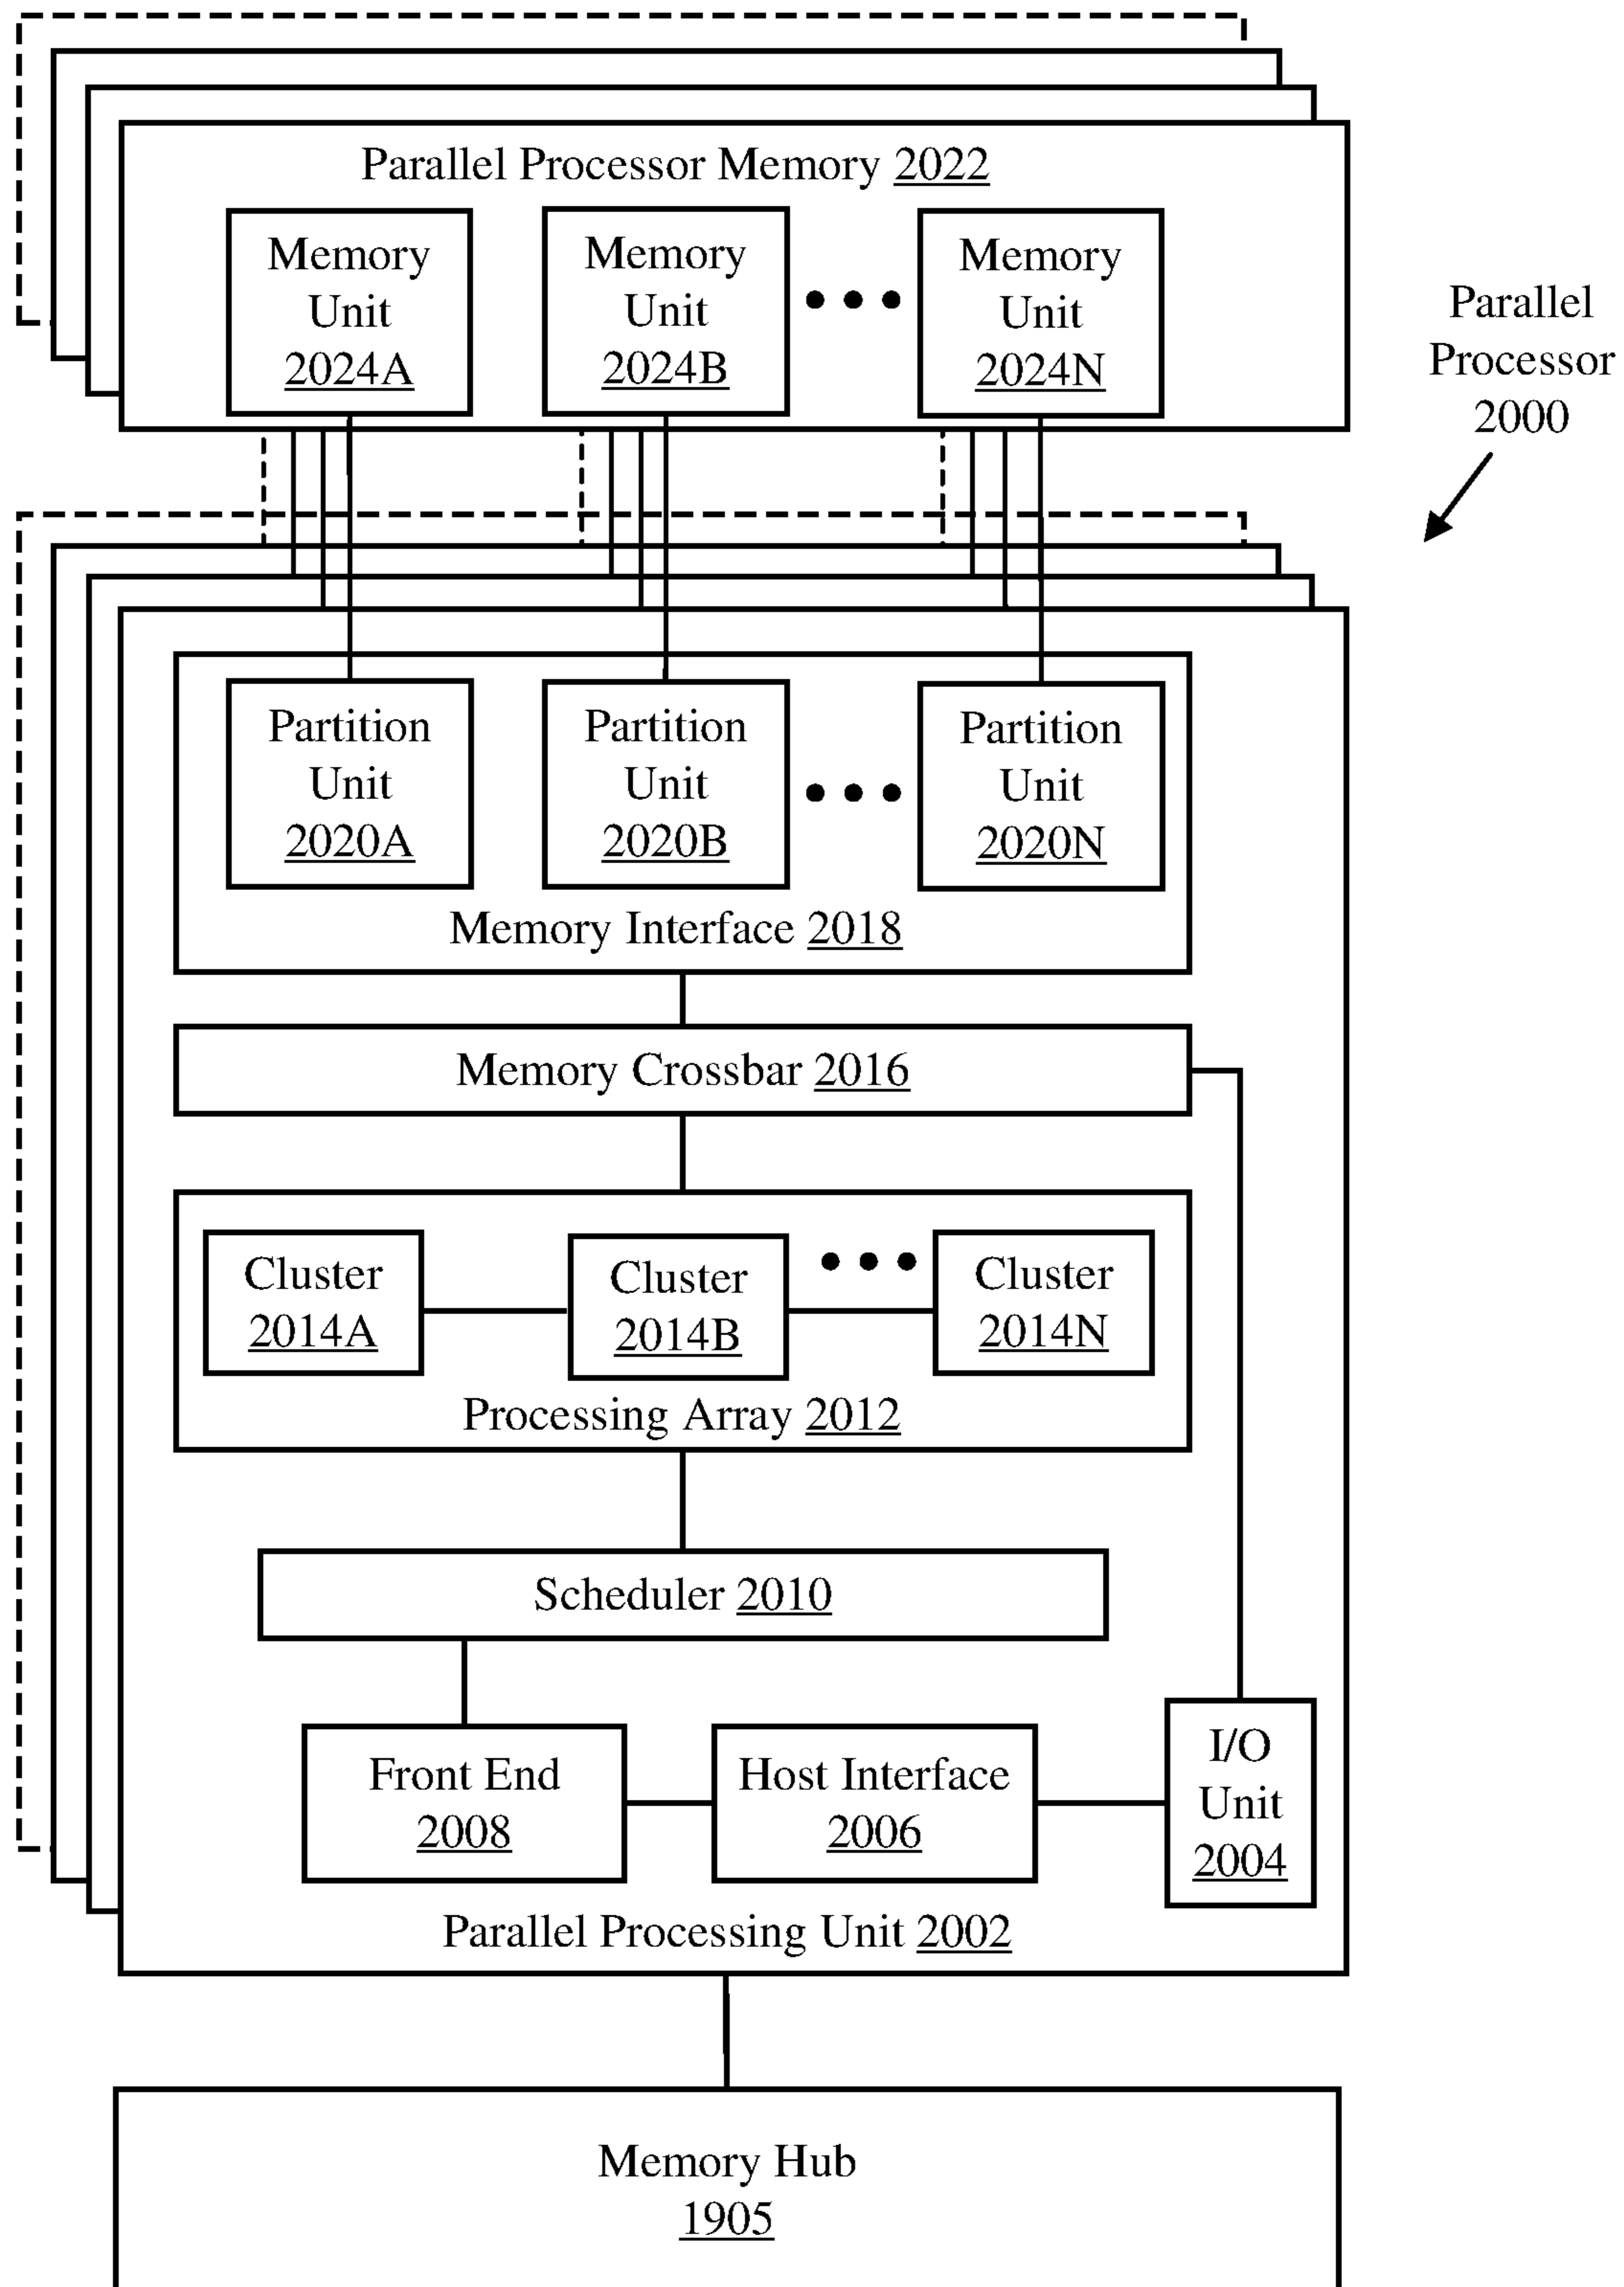 Parallel Processor Memory 2022
Memory
Unit
2024A
Memory
Unit
2024B
Memory
Unit
2024N
Parallel
Processor
2000
Partition
Unit
2020A
Partition
Unit
2020B
Partition
Unit
2020N
Memory Interface 2018
Memory Crossbar 2016
Cluster
2014A
Cluster
2014B
Cluster
2014N
Processing Array 2012
Scheduler 2010
Front End
2008
Host Interface
2006
I/O
Unit
2004
Parallel Processing Unit 2002
Memory Hub
1905